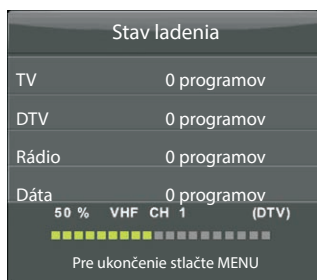 Stav ladenia
TV 0 programov
DTV 0 programov
Rádio 0 programov
Dáta 0 programov
50 % VHF CH 1 (DTV)
Pre ukončenie stlačte MENU